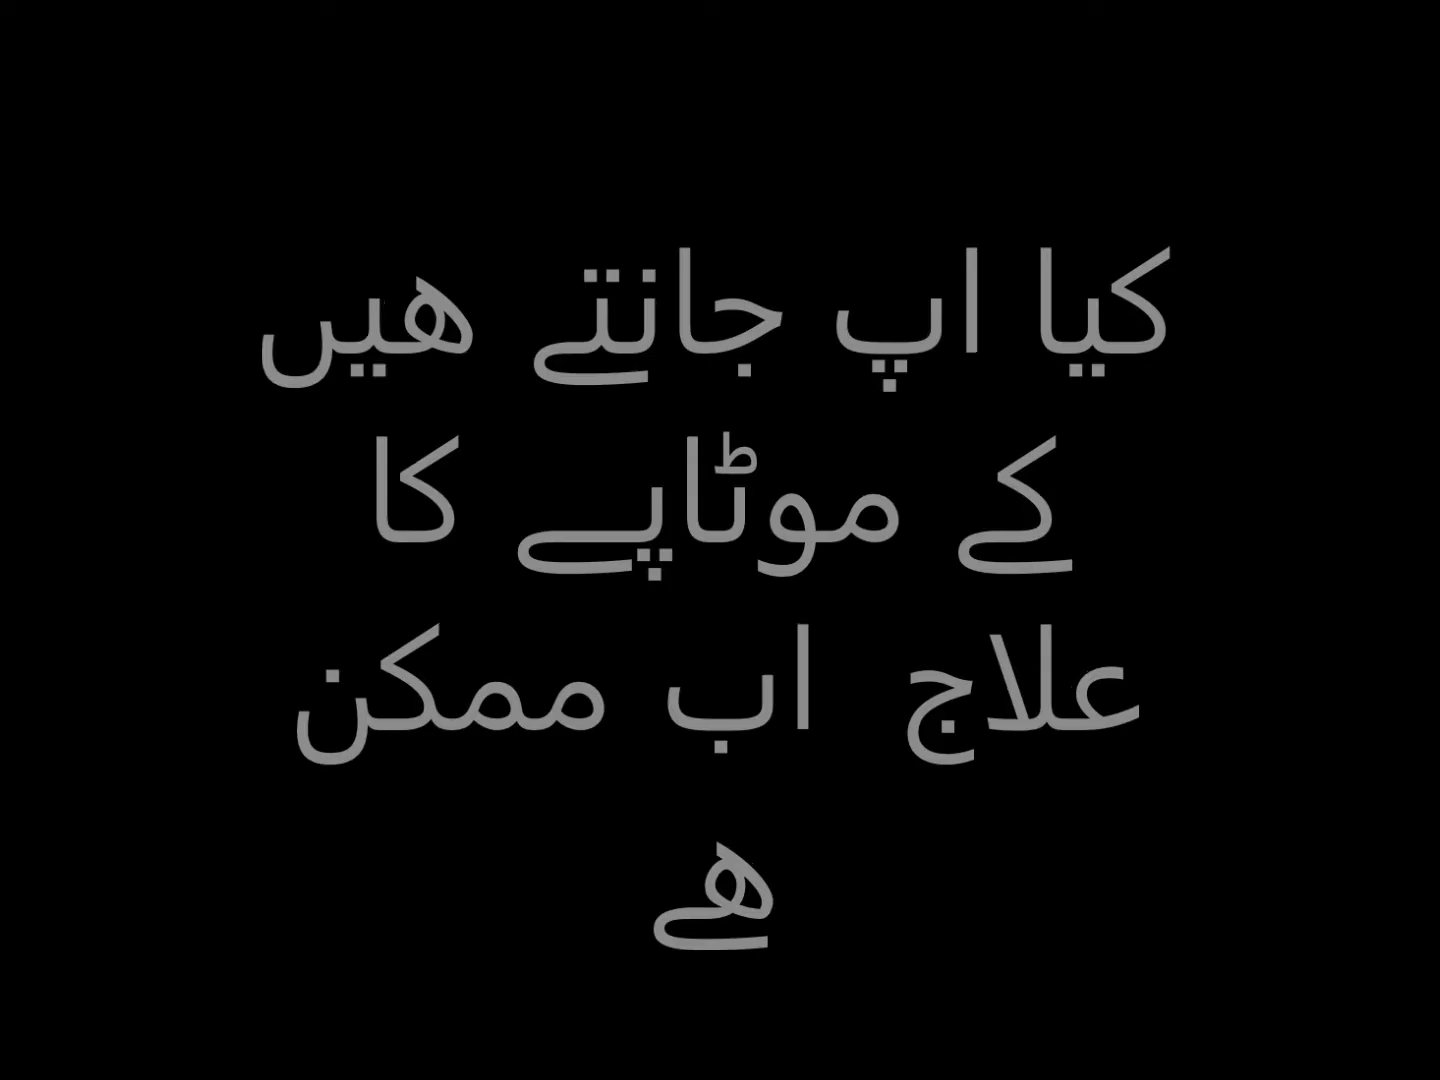 کیا اپ جانتے ھیں
کے موٹاپے کا
علاج اب ممکن
ھے